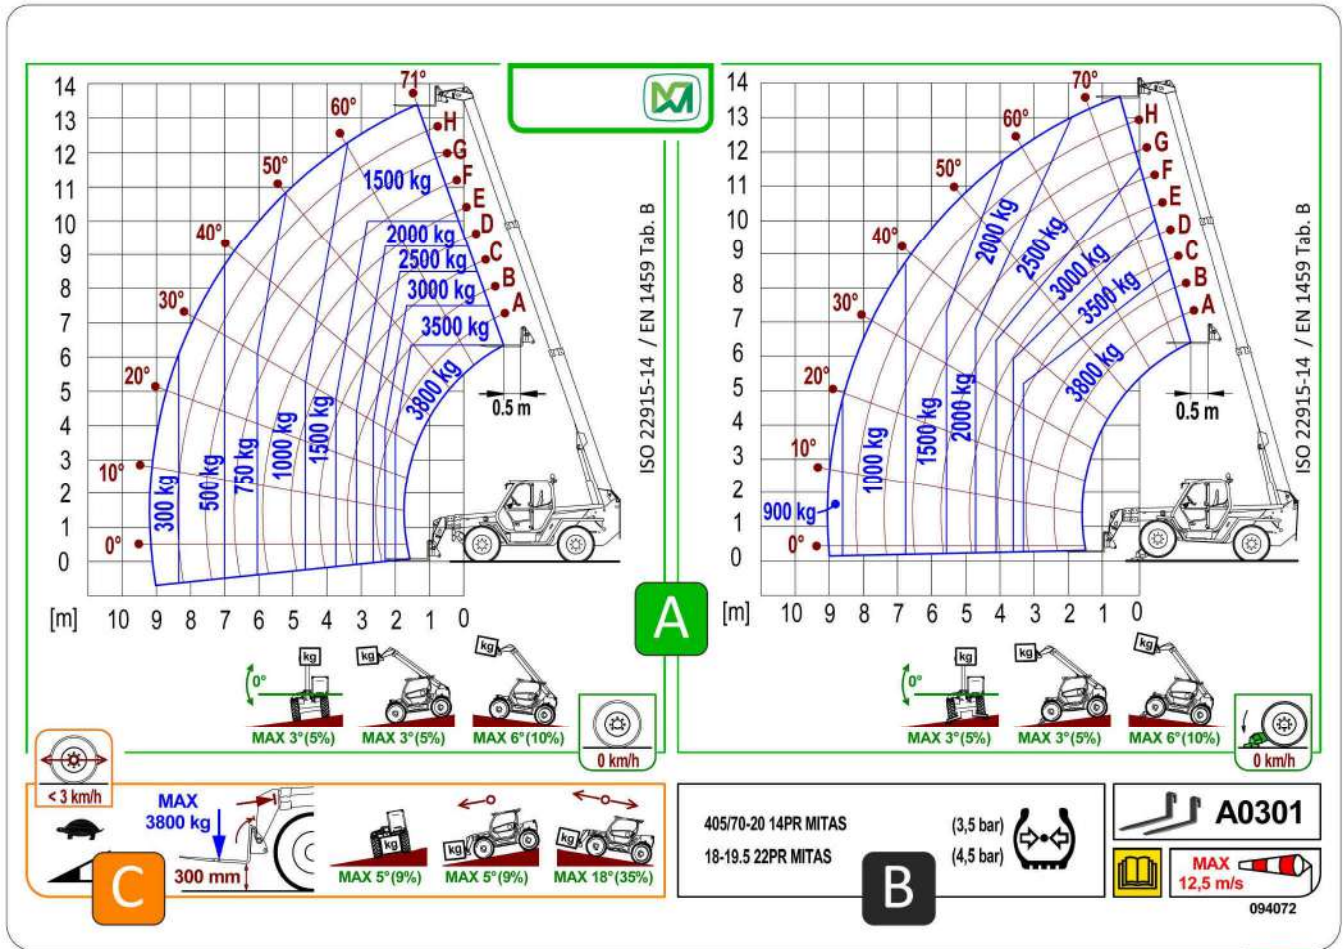 14
13
12
11
10
9
8
7
6
5
4
3
2
1
0
[m] 10 9 8 7 6 5 4 3 2 1 0
0°
10°
20°
30°
40°
50°
60°
71°
H
G
F
E
D
C
B
A
1500 kg
2000 kg
2500 kg
3000 kg
3500 kg
3800 kg
300 kg
500 kg
750 kg
1000 kg
1500 kg
0.5 m
ISO 22915-14 / EN 1459 Tab. B
kg
kg
kg
0°
MAX 3°(5%)
MAX 3°(5%)
MAX 6°(10%)
0 km/h
A
14
13
12
11
10
9
8
7
6
5
4
3
2
1
0
[m] 10 9 8 7 6 5 4 3 2 1 0
0°
10°
20°
30°
40°
50°
60°
70°
H
G
F
E
D
C
B
A
2000 kg
2500 kg
3000 kg
3500 kg
3800 kg
900 kg
1000 kg
1500 kg
2000 kg
0.5 m
ISO 22915-14 / EN 1459 Tab. B
kg
kg
kg
0°
MAX 3°(5%)
MAX 3°(5%)
MAX 6°(10%)
0 km/h
< 3 km/h
MAX
3800 kg
300 mm
C
kg
kg
kg
MAX 5°(9%)
MAX 5°(9%)
MAX 18°(35%)
405/70-20 14PR MITAS (3,5 bar)
18-19.5 22PR MITAS (4,5 bar)
B
A0301
MAX
12,5 m/s
094072